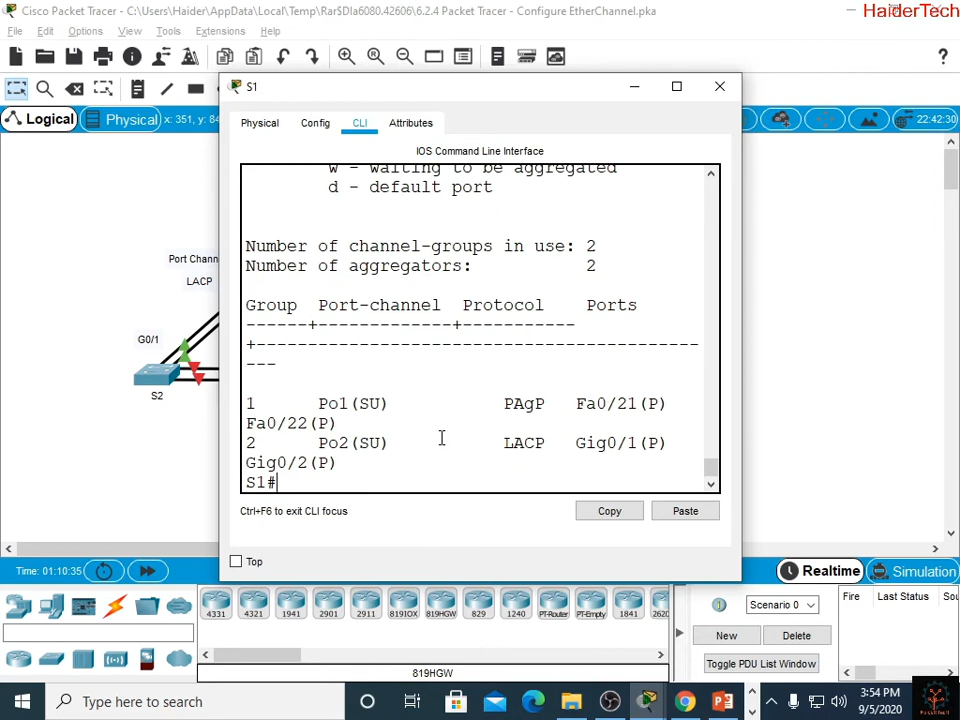 Cisco Packet Tracer - C:\Users\Haider\AppData\Local\Temp\Rar$DIa6080.42606\6.2.4 Packet Tracer - Configure EtherChannel.pka
HaiderTech
File Edit Options View Tools Extensions Help
?
S1
Logical
Physical
x: 351, y: 84
22:42:30
Physical
Config
CLI
Attributes
IOS Command Line Interface
w - waiting to be aggregated
d - default port
Number of channel-groups in use: 2
Number of aggregators: 2
Group Port-channel Protocol Ports
------+-------------+-----------
+-------------------------------------------
---
1 Po1(SU) PAgP Fa0/21(P)
Fa0/22(P)
2 Po2(SU) LACP Gig0/1(P)
Gig0/2(P)
S1#
Port Chann
LACP
G0/1
S2
Ctrl+F6 to exit CLI focus
Copy
Paste
Top
Time: 01:10:35
Realtime
Simulation
4331
4321
1941
2901
2911
819IOX
819HGW
829
1240
PT-Router
PT-Empty
1841
2620
819HGW
Scenario 0
New
Delete
Toggle PDU List Window
Fire
Last Status
Sou
Type here to search
3:54 PM
9/5/2020